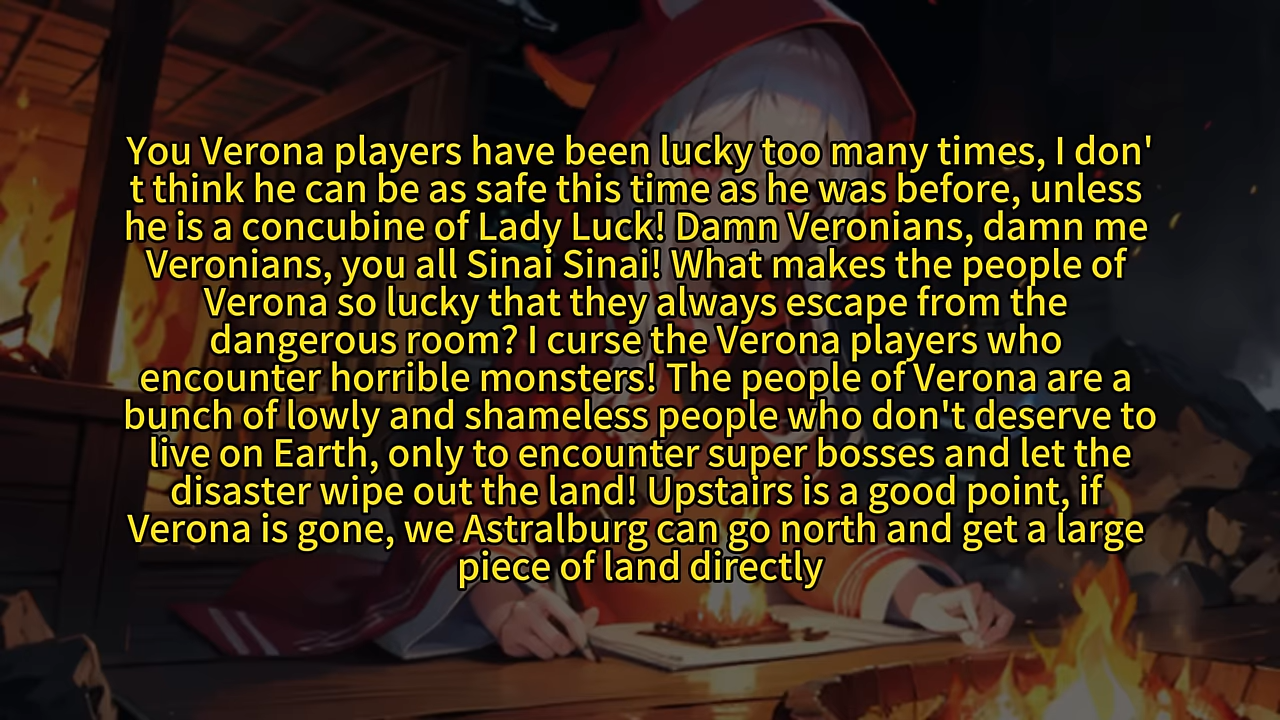 You Verona players have been lucky too many times, I don'
t think he can be as safe this time as he was before, unless
he is a concubine of Lady Luck! Damn Veronians, damn me
Veronians, you all Sinai Sinai! What makes the people of
Verona so lucky that they always escape from the
dangerous room? I curse the Verona players who
encounter horrible monsters! The people of Verona are a
bunch of lowly and shameless people who don't deserve to
live on Earth, only to encounter super bosses and let the
disaster wipe out the land! Upstairs is a good point, if
Verona is gone, we Astralburg can go north and get a large
piece of land directly